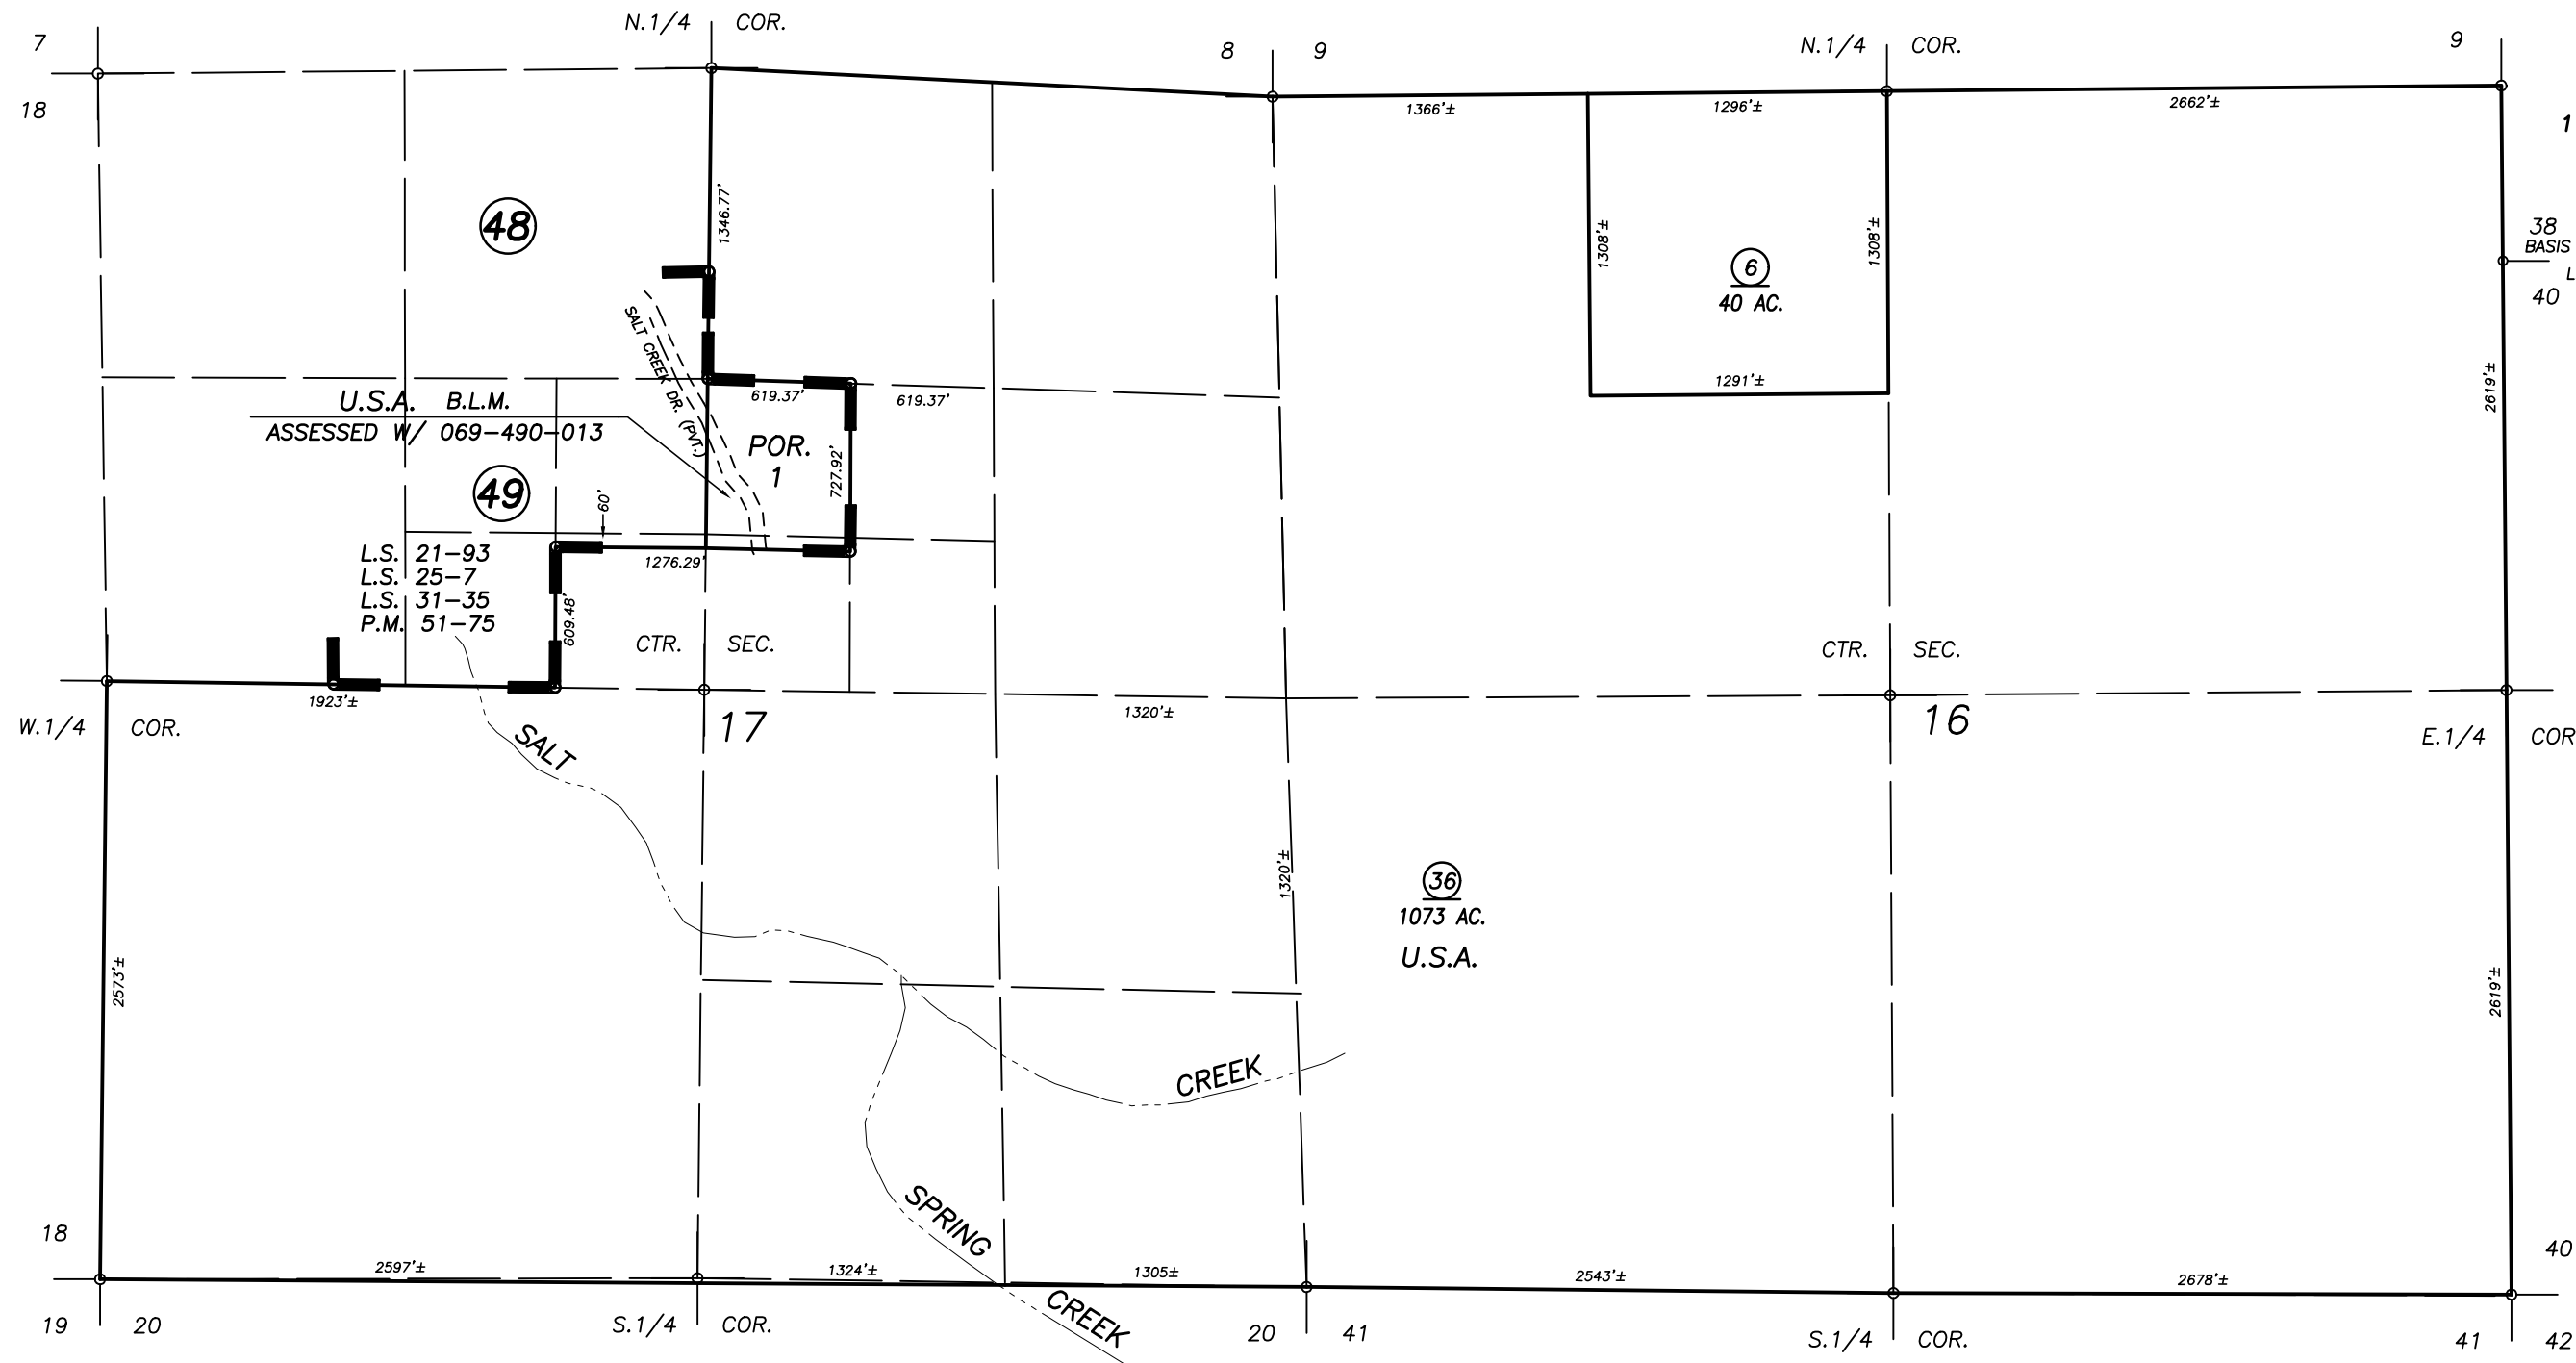 N.1/4 COR.
7
18
8 9
N.1/4 COR.
9
1
1366'±
1296'±
2662'±
48
1346.77'
1308'±
1308'±
6
40 AC.
38
BASIS
L
40
SALT CREEK DR. (PVT.)
619.37'
619.37'
1291'±
2619'±
U.S.A. B.L.M.
ASSESSED W/ 069-490-013
POR.
1
727.92'
49
60'
1276.29'
L.S. 21-93
L.S. 25-7
L.S. 31-35
P.M. 51-75
609.48'
CTR. SEC.
CTR. SEC.
1923'±
1320'±
W.1/4 COR.
17
16
E.1/4 COR
SALT
1320'±
36
1073 AC.
U.S.A.
2573'±
2619'±
CREEK
SPRING
18
40
2597'±
1324'±
1305±
2543'±
2678'±
CREEK
19 20
S.1/4 COR.
20 41
S.1/4 COR.
41 42